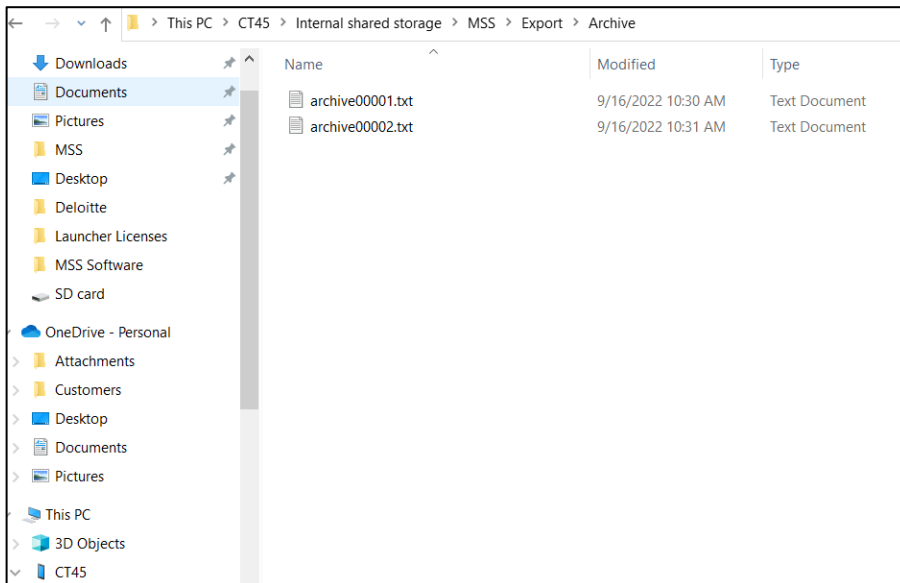 This PC > CT45 > Internal shared storage > MSS > Export > Archive
Downloads
Documents
Pictures
MSS
Desktop
Deloitte
Launcher Licenses
MSS Software
SD card
OneDrive - Personal
Attachments
Customers
Desktop
Documents
Pictures
This PC
3D Objects
CT45
Name Modified Type
archive00001.txt 9/16/2022 10:30 AM Text Document
archive00002.txt 9/16/2022 10:31 AM Text Document